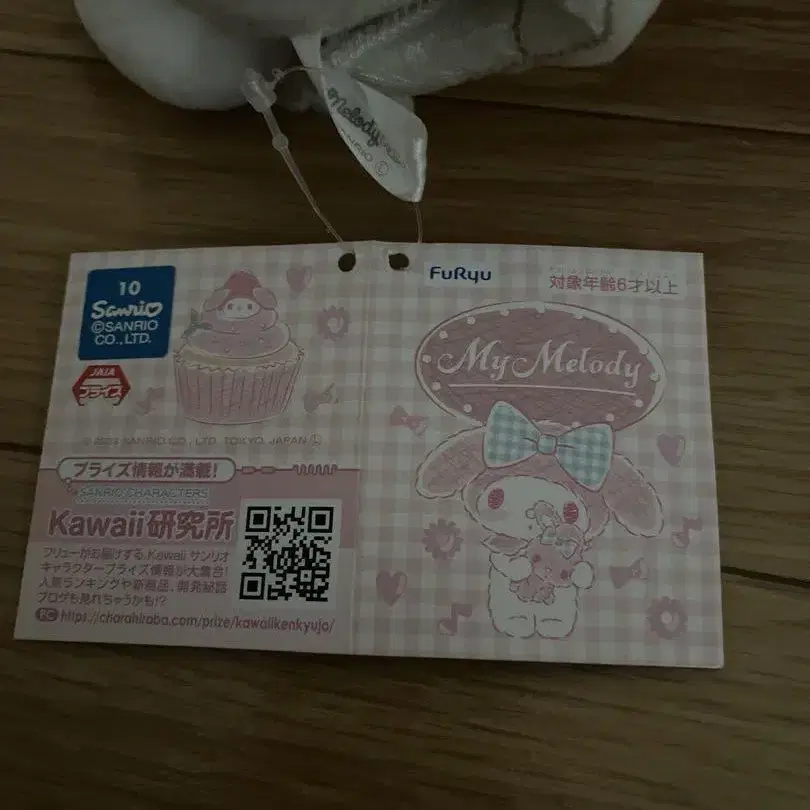 Melody
SANRIO Ⓛ
10
Sanrio
©SANRIO
CO., LTD.
JAIA
プライズ
SANRIO CO., LTD. TOKYO, JAPAN Ⓛ
プライズ情報が満載!
SANRIO CHARACTERS
Kawaii研究所
フリューがお届けする Kawaii サンリオ
キャラクタープライズ情報が大集合!
人気ランキングや新商品、開発秘話
ブログも見れちゃうかも!?
PC https://charahiroba.com/prize/kawaiikenkyujo/
FuRyu
対象年齢6才以上
My Melody